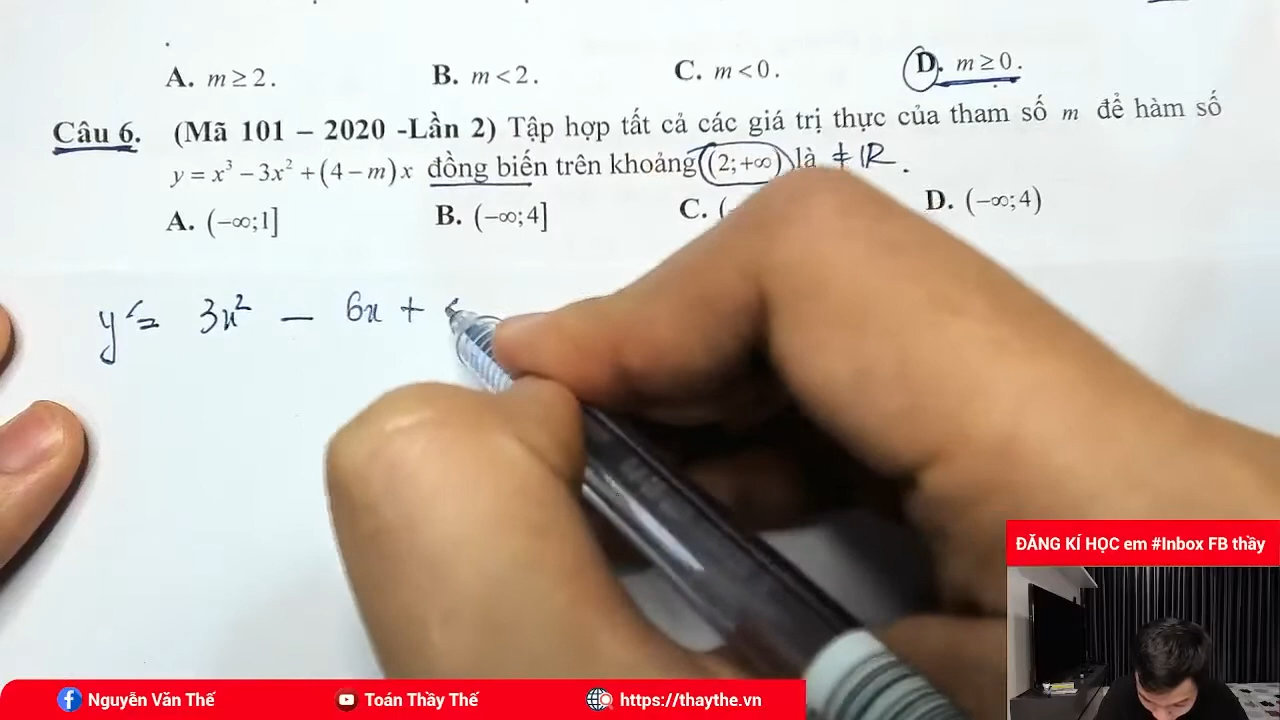 A. m ≥ 2. B. m < 2. C. m < 0. D. m ≥ 0.
Câu 6. (Mã 101 – 2020 -Lần 2) Tập hợp tất cả các giá trị thực của tham số m để hàm số
y = x³ − 3x² + (4 − m)x đồng biến trên khoảng (2; +∞) là ≠ R.
A. (−∞;1] B. (−∞;4] C. (− D. (−∞;4)
y' = 3x² − 6x +
ĐĂNG KÍ HỌC em #Inbox FB thầy
Nguyễn Văn Thế Toán Thầy Thế https://thaythe.vn